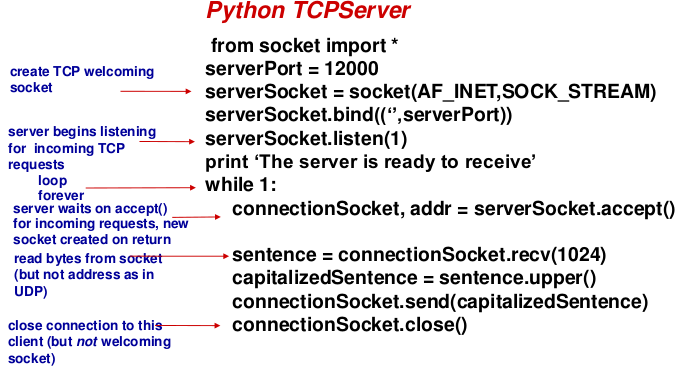 Python TCPServer
from socket import *
serverPort = 12000
create TCP welcoming
socket
serverSocket = socket(AF_INET,SOCK_STREAM)
serverSocket.bind((‘’,serverPort))
server begins listening
for incoming TCP
requests
serverSocket.listen(1)
print ‘The server is ready to receive’
loop
forever
while 1:
server waits on accept()
for incoming requests, new
socket created on return
connectionSocket, addr = serverSocket.accept()
read bytes from socket
(but not address as in
UDP)
sentence = connectionSocket.recv(1024)
capitalizedSentence = sentence.upper()
connectionSocket.send(capitalizedSentence)
close connection to this
client (but not welcoming
socket)
connectionSocket.close()